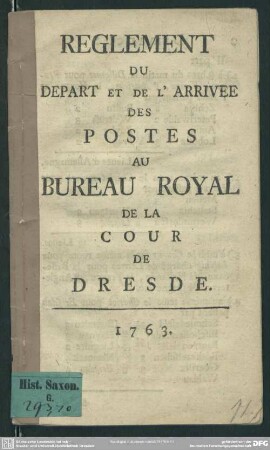 REGLEMENT
DU
DEPART ET DE L'ARRIVEE
DES
POSTES
AU
BUREAU ROYAL
DE LA
COUR
DE
DRESDE.
1763.
Hist. Saxon.
G.
DFG